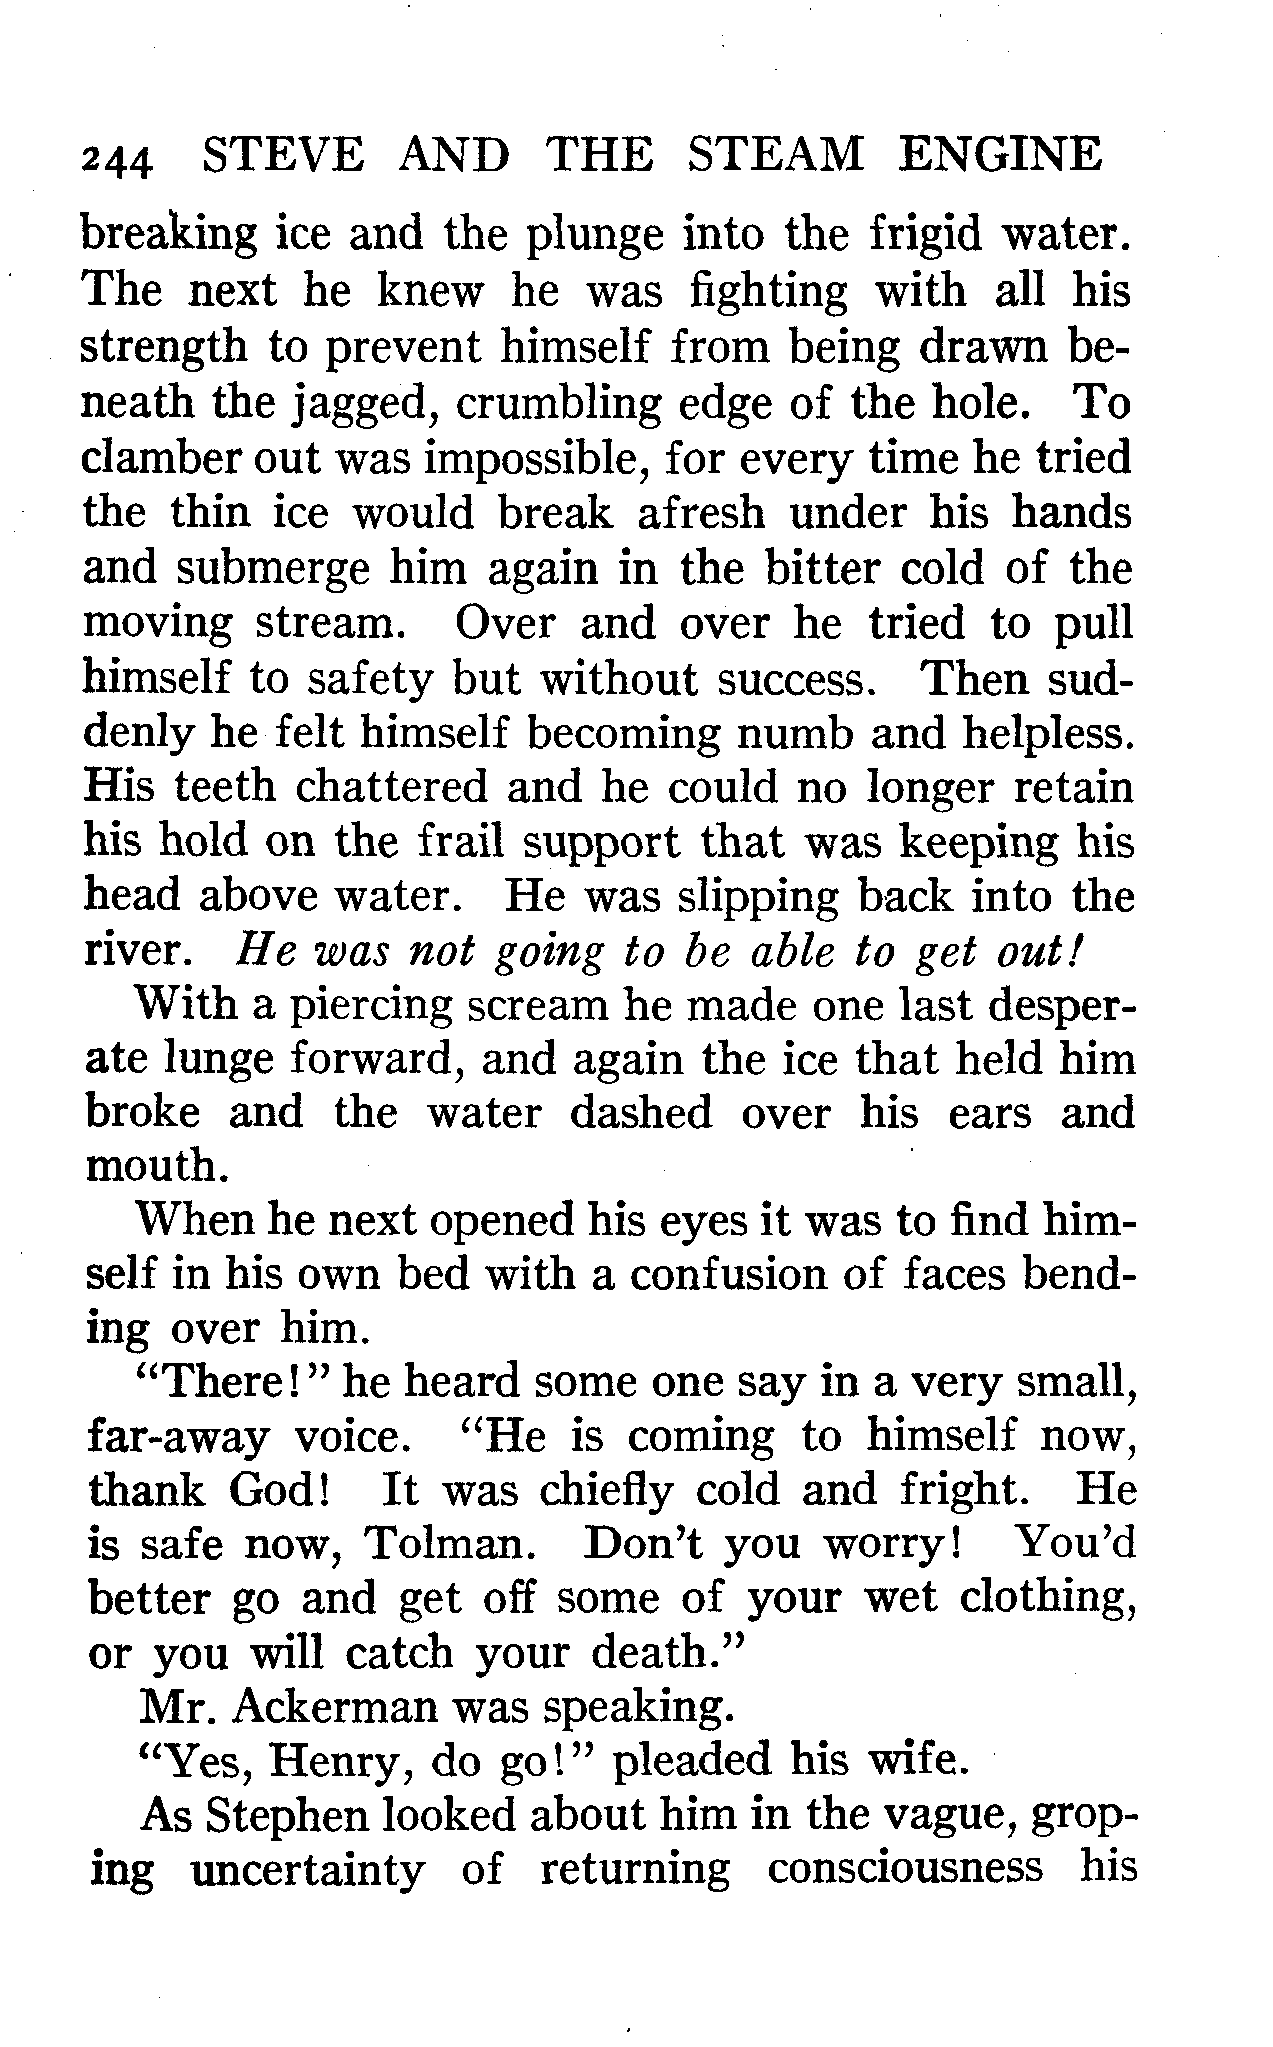 244 STEVE AND THE STEAM ENGINE
breaking ice and the plunge into the frigid water.
The next he knew he was fighting with all his
strength to prevent himself from being drawn be-
neath the jagged, crumbling edge of the hole. To
clamber out was impossible, for every time he tried
the thin ice would break afresh under his hands
and submerge him again in the bitter cold of the
moving stream. Over and over he tried to pull
himself to safety but without success. Then sud-
denly he felt himself becoming numb and helpless.
His teeth chattered and he could no longer retain
his hold on the frail support that was keeping his
head above water. He was slipping back into the
river. He was not going to be able to get out!
With a piercing scream he made one last desper-
ate lunge forward, and again the ice that held him
broke and the water dashed over his ears and
mouth.
When he next opened his eyes it was to find him-
self in his own bed with a confusion of faces bend-
ing over him.
"There!" he heard some one say in a very small,
far-away voice. "He is coming to himself now,
thank God! It was chiefly cold and fright. He
is safe now, Tolman. Don't you worry! You'd
better go and get off some of your wet clothing,
or you will catch your death."
Mr. Ackerman was speaking.
"Yes, Henry, do go!" pleaded his wife.
As Stephen looked about him in the vague, grop-
ing uncertainty of returning consciousness his